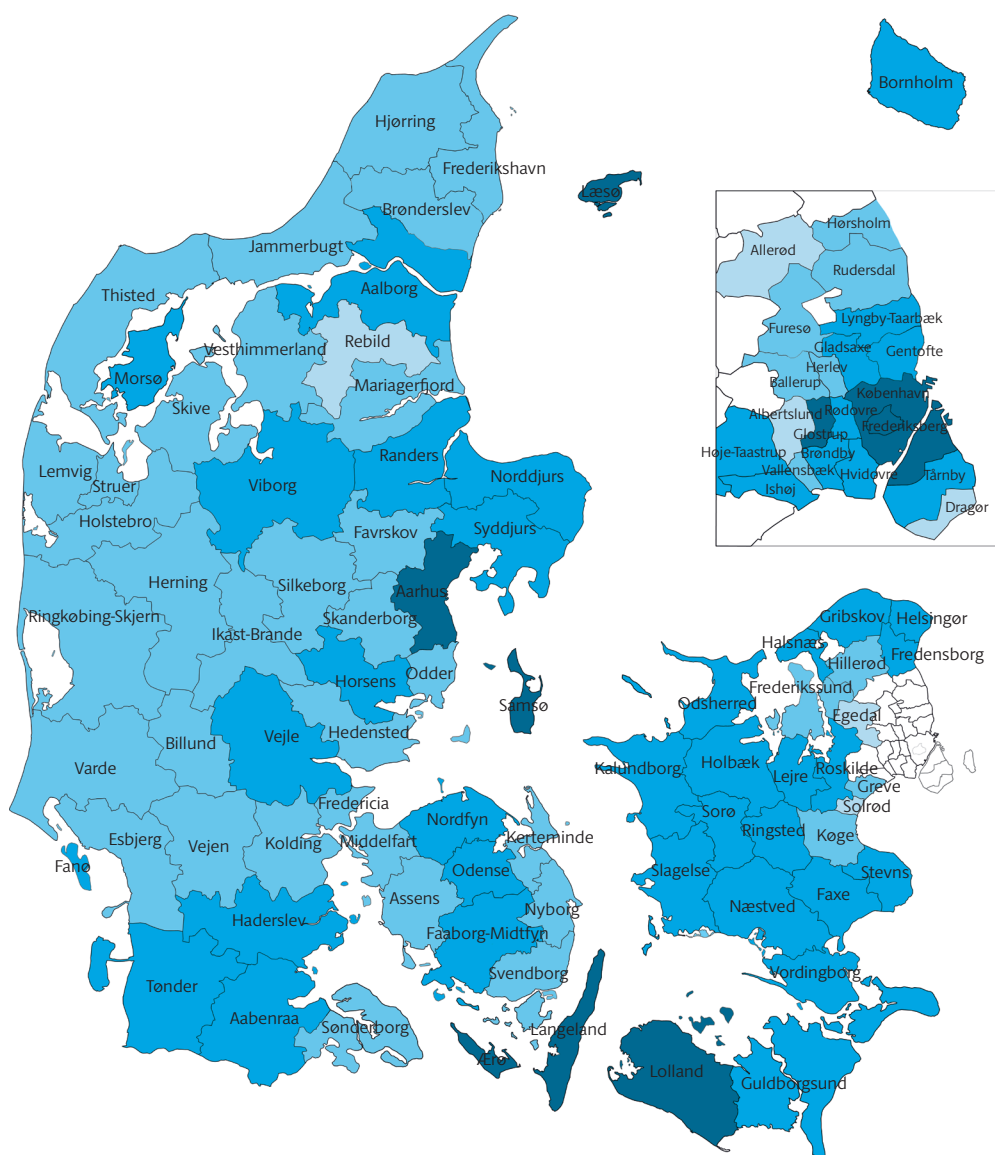 Bornholm
Hjørring
Frederikshavn
Læsø
Brønderslev
Jammerbugt
Aalborg
Thisted
Rebild
Vesthimmerland
Morsø
Mariagerfjord
Skive
Randers
Lemvig
Norddjurs
Struer
Viborg
Holstebro
Syddjurs
Favrskov
Herning
Silkeborg
Aarhus
Ringkøbing-Skjern
Skanderborg
Ikast-Brande
Odder
Horsens
Samsø
Hedensted
Vejle
Billund
Varde
Fredericia
Nordfyn
Esbjerg
Vejen
Kolding
Middelfart
Kerteminde
Fanø
Odense
Assens
Nyborg
Haderslev
Faaborg-Midtfyn
Svendborg
Tønder
Aabenraa
Sønderborg
Langeland
Ærø
Hørsholm
Allerød
Rudersdal
Lyngby-Taarbæk
Furesø
Gladsaxe
Gentofte
Herlev
Ballerup
København
Albertslund
Rødovre
Frederiksberg
Glostrup
Høje-Taastrup
Brøndby
Vallensbæk
Hvidovre
Tårnby
Ishøj
Dragør
Gribskov
Helsingør
Halsnæs
Fredensborg
Hillerød
Frederikssund
Odsherred
Egedal
Kalundborg
Holbæk
Lejre
Roskilde
Greve
Solrød
Sorø
Ringsted
Køge
Slagelse
Stevns
Faxe
Næstved
Vordingborg
Lolland
Guldborgsund